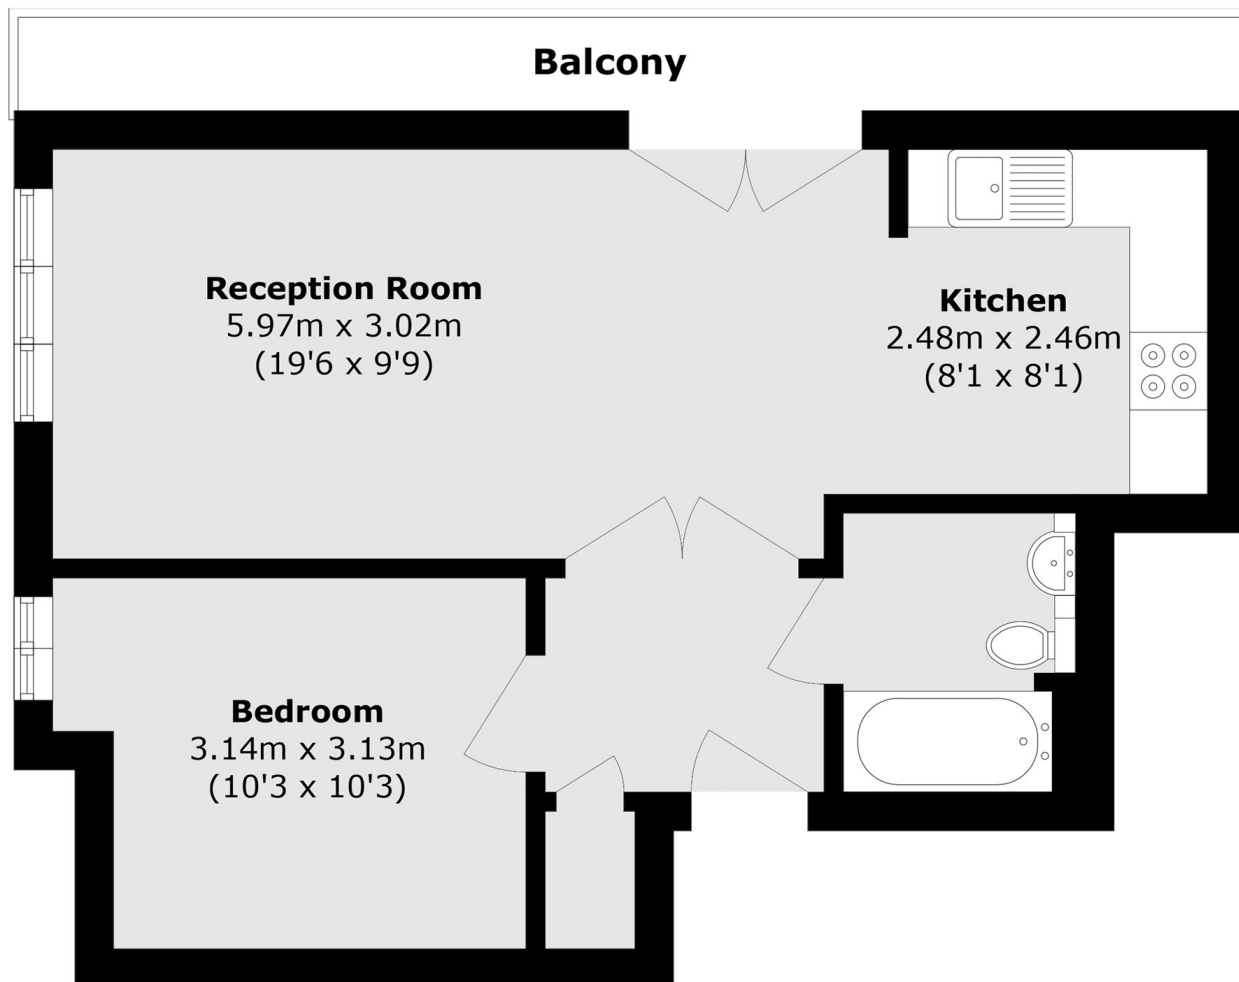 Balcony
Reception Room
5.97m x 3.02m
(19'6 x 9'9)
Kitchen
2.48m x 2.46m
(8'1 x 8'1)
Bedroom
3.14m x 3.13m
(10'3 x 10'3)